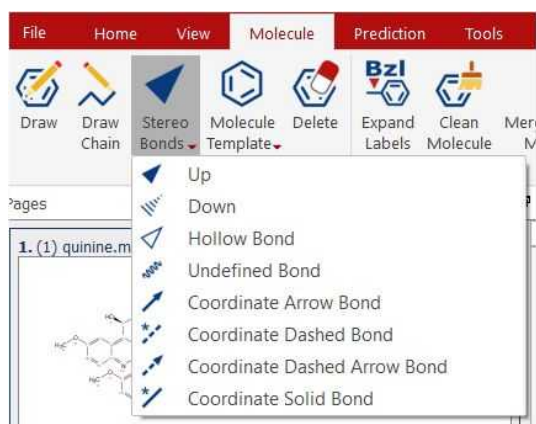 File Home View Molecule Prediction Tools
Bzl
Draw Draw Chain Stereo Bonds Molecule Template Delete Expand Labels Clean Molecule
Pages
1. (1) quinine.m
Up
Down
Hollow Bond
Undefined Bond
Coordinate Arrow Bond
Coordinate Dashed Bond
Coordinate Dashed Arrow Bond
Coordinate Solid Bond